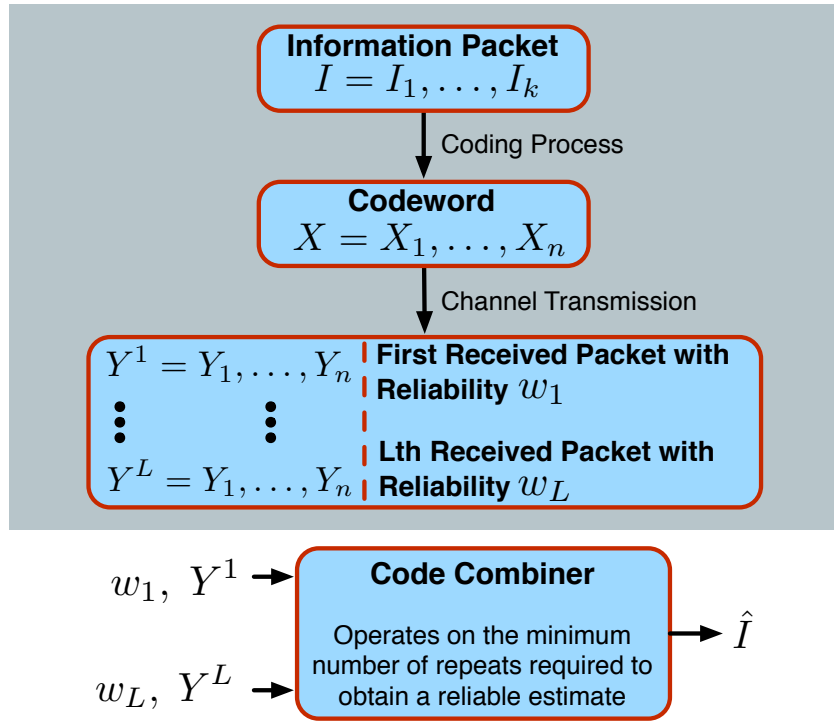 Information Packet
I = I_1, . . . , I_k
Coding Process
Codeword
X = X_1, . . . , X_n
Channel Transmission
Y^1 = Y_1, . . . , Y_n
First Received Packet with
Reliability w_1
Lth Received Packet with
Y^L = Y_1, . . . , Y_n
Reliability w_L
w_1, Y^1
Code Combiner
Operates on the minimum
number of repeats required to
obtain a reliable estimate
Î
w_L, Y^L